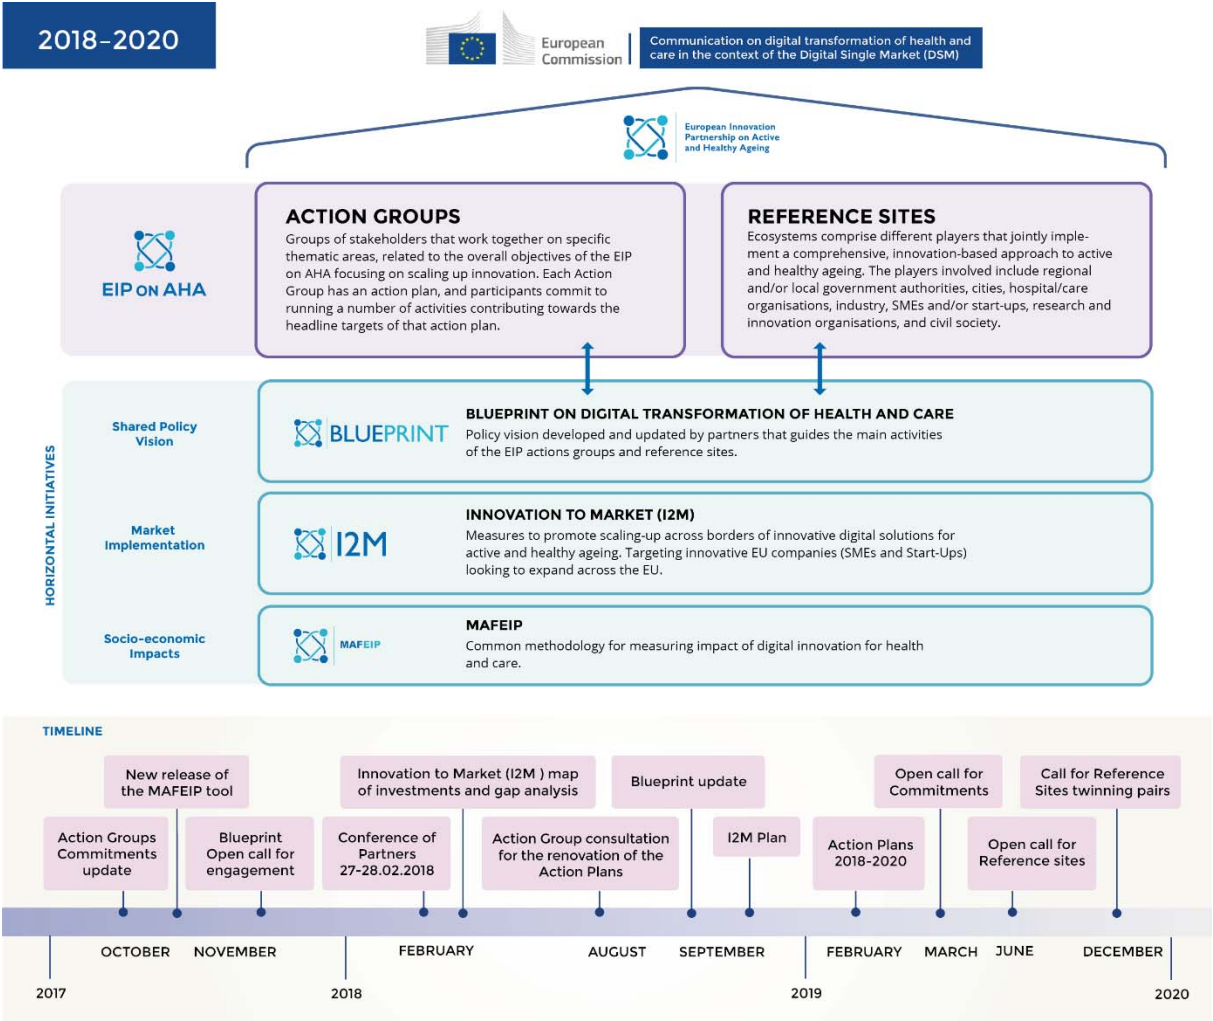 2018–2020
European
Commission
Communication on digital transformation of health and
care in the context of the Digital Single Market (DSM)
European Innovation
Partnership on Active
and Healthy Ageing
EIP ON AHA
ACTION GROUPS
Groups of stakeholders that work together on specific
thematic areas, related to the overall objectives of the EIP
on AHA focusing on scaling up innovation. Each Action
Group has an action plan, and participants commit to
running a number of activities contributing towards the
headline targets of that action plan.
REFERENCE SITES
Ecosystems comprise different players that jointly imple-
ment a comprehensive, innovation-based approach to active
and healthy ageing. The players involved include regional
and/or local government authorities, cities, hospital/care
organisations, industry, SMEs and/or start-ups, research and
innovation organisations, and civil society.
HORIZONTAL INITIATIVES
Shared Policy
Vision
BLUEPRINT
BLUEPRINT ON DIGITAL TRANSFORMATION OF HEALTH AND CARE
Policy vision developed and updated by partners that guides the main activities
of the EIP actions groups and reference sites.
Market
Implementation
I2M
INNOVATION TO MARKET (I2M)
Measures to promote scaling-up across borders of innovative digital solutions for
active and healthy ageing. Targeting innovative EU companies (SMEs and Start-Ups)
looking to expand across the EU.
Socio-economic
Impacts
MAFEIP
MAFEIP
Common methodology for measuring impact of digital innovation for health
and care.
TIMELINE
New release of
the MAFEIP tool
Innovation to Market (I2M ) map
of investments and gap analysis
Blueprint update
Open call for
Commitments
Call for Reference
Sites twinning pairs
Action Groups
Commitments
update
Blueprint
Open call for
engagement
Conference of
Partners
27-28.02.2018
Action Group consultation
for the renovation of the
Action Plans
I2M Plan
Action Plans
2018-2020
Open call for
Reference sites
OCTOBER
NOVEMBER
FEBRUARY
AUGUST
SEPTEMBER
FEBRUARY
MARCH
JUNE
DECEMBER
2017
2018
2019
2020